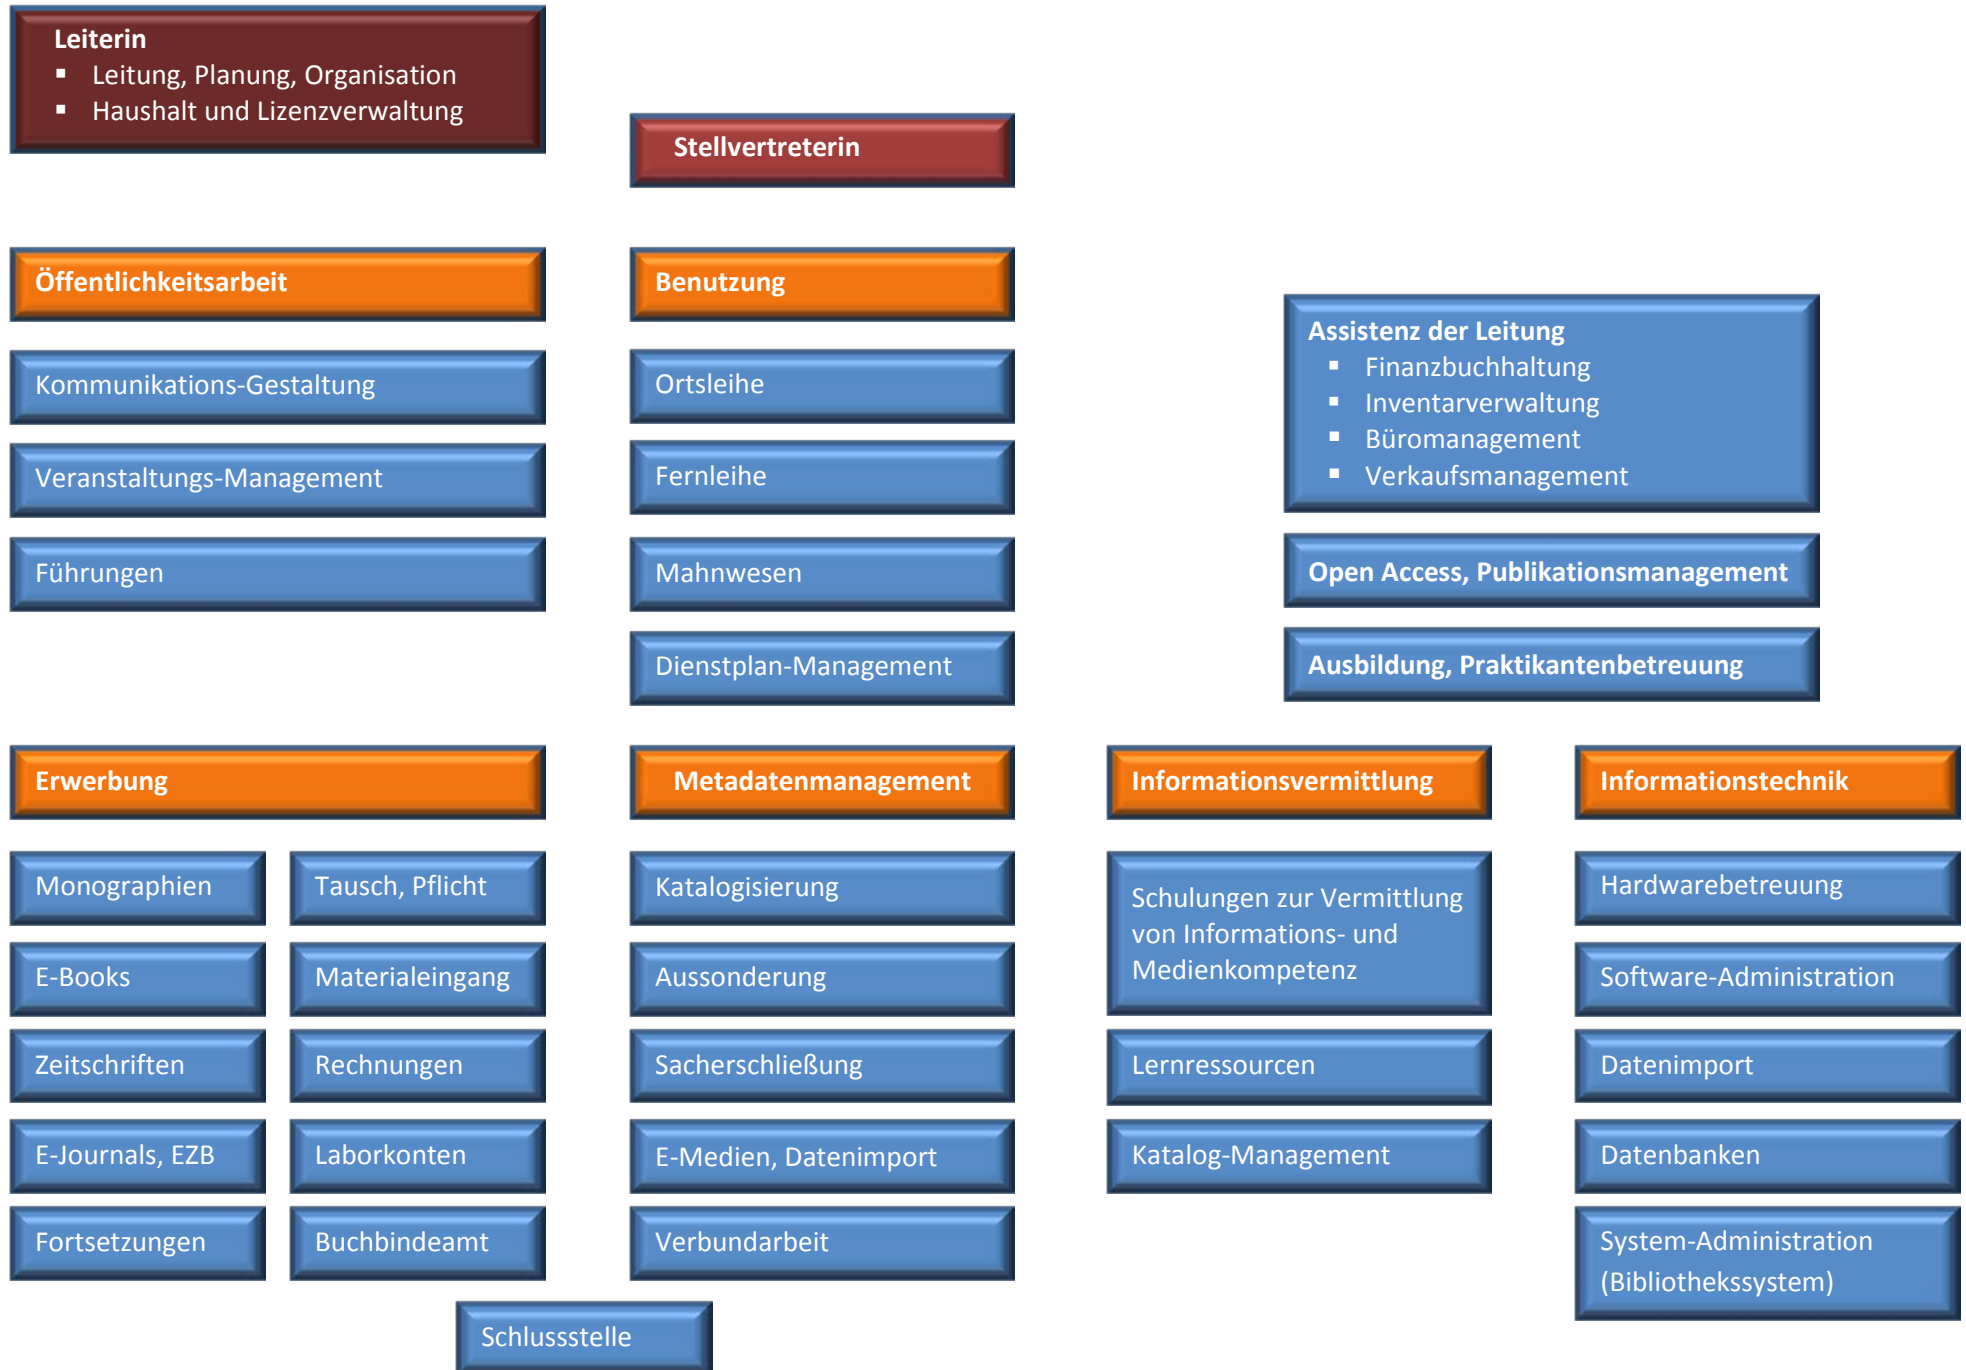 Leiterin
▪ Leitung, Planung, Organisation
▪ Haushalt und Lizenzverwaltung
Stellvertreterin
Öffentlichkeitsarbeit
Kommunikations-Gestaltung
Veranstaltungs-Management
Führungen
Benutzung
Ortsleihe
Fernleihe
Mahnwesen
Dienstplan-Management
Assistenz der Leitung
▪ Finanzbuchhaltung
▪ Inventarverwaltung
▪ Büromanagement
▪ Verkaufsmanagement
Open Access, Publikationsmanagement
Ausbildung, Praktikantenbetreuung
Erwerbung
Monographien
E-Books
Zeitschriften
E-Journals, EZB
Fortsetzungen
Tausch, Pflicht
Materialeingang
Rechnungen
Laborkonten
Buchbindeamt
Metadatenmanagement
Katalogisierung
Aussonderung
Sacherschließung
E-Medien, Datenimport
Verbundarbeit
Schlussstelle
Informationsvermittlung
Schulungen zur Vermittlung
von Informations- und
Medienkompetenz
Lernressourcen
Katalog-Management
Informationstechnik
Hardwarebetreuung
Software-Administration
Datenimport
Datenbanken
System-Administration
(Bibliothekssystem)